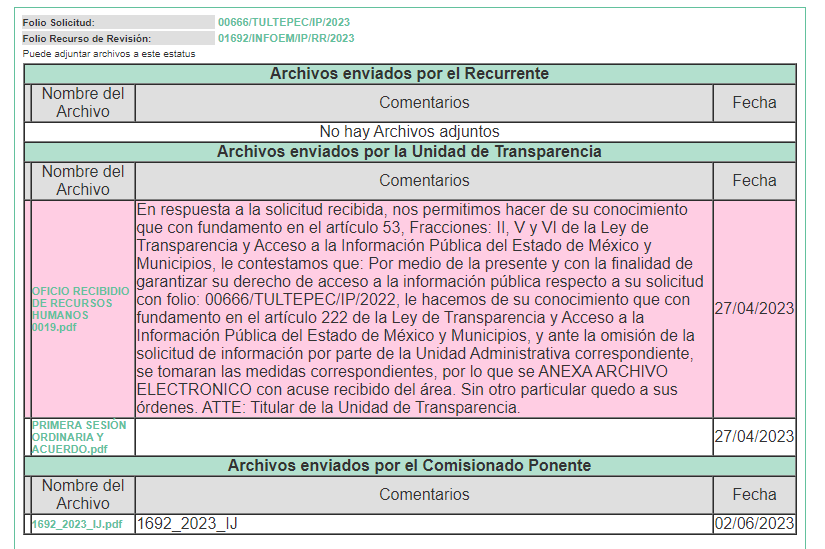 Folio Solicitud: 00666/TULTEPEC/IP/2023
Folio Recurso de Revisión: 01692/INFOEM/IP/RR/2023
Puede adjuntar archivos a este estatus
Archivos enviados por el Recurrente
Nombre del
Archivo
Comentarios
Fecha
No hay Archivos adjuntos
Archivos enviados por la Unidad de Transparencia
Nombre del
Archivo
Comentarios
Fecha
OFICIO RECIBIDIO
DE RECURSOS
HUMANOS
0019.pdf
En respuesta a la solicitud recibida, nos permitimos hacer de su conocimiento
que con fundamento en el artículo 53, Fracciones: II, V y VI de la Ley de
Transparencia y Acceso a la Información Pública del Estado de México y
Municipios, le contestamos que: Por medio de la presente y con la finalidad de
garantizar su derecho de acceso a la información pública respecto a su solicitud
con folio: 00666/TULTEPEC/IP/2022, le hacemos de su conocimiento que con
fundamento en el artículo 222 de la Ley de Transparencia y Acceso a la
Información Pública del Estado de México y Municipios, y ante la omisión de la
solicitud de información por parte de la Unidad Administrativa correspondiente,
se tomaran las medidas correspondientes, por lo que se ANEXA ARCHIVO
ELECTRONICO con acuse recibido del área. Sin otro particular quedo a sus
órdenes. ATTE: Titular de la Unidad de Transparencia.
27/04/2023
PRIMERA SESIÓN
ORDINARIA Y
ACUERDO.pdf
27/04/2023
Archivos enviados por el Comisionado Ponente
Nombre del
Archivo
Comentarios
Fecha
1692_2023_IJ.pdf
1692_2023_IJ
02/06/2023